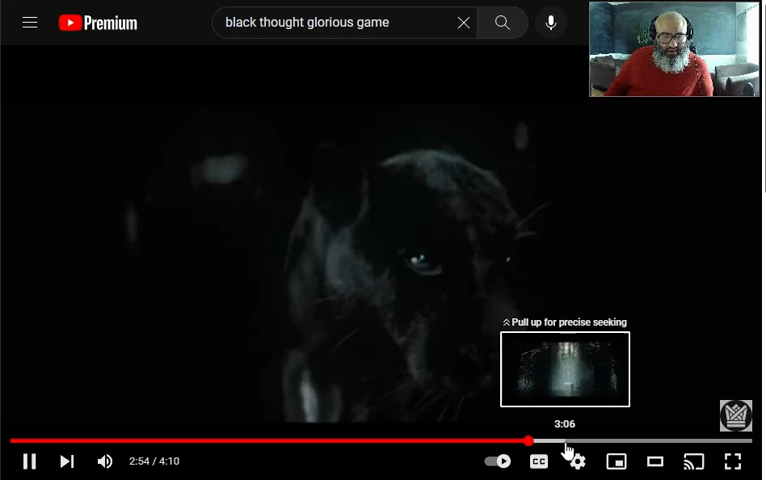 Premium
black thought glorious game
Pull up for precise seeking
3:06
2:54 / 4:10
CC